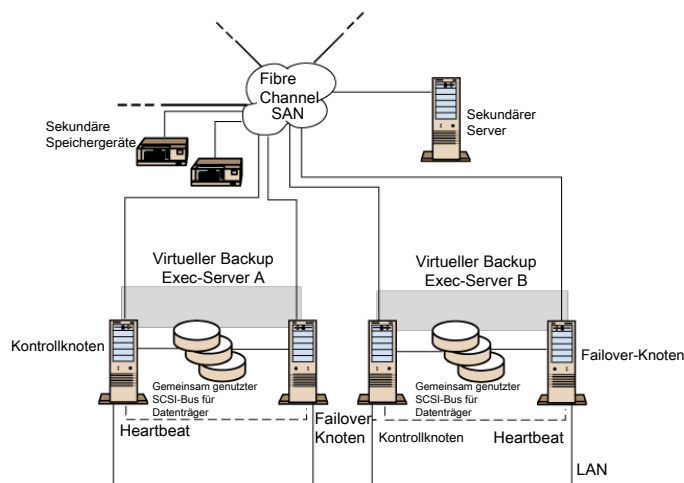 Fibre
Channel
SAN
Sekundärer
Server
Sekundäre
Speichergeräte
Virtueller Backup
Exec-Server A
Virtueller Backup
Exec-Server B
Kontrollknoten
Failover-Knoten
Gemeinsam genutzter
SCSI-Bus für
Datenträger
Gemeinsam genutzter
SCSI-Bus für
Datenträger
Heartbeat
Failover-
Knoten
Kontrollknoten
Heartbeat
LAN